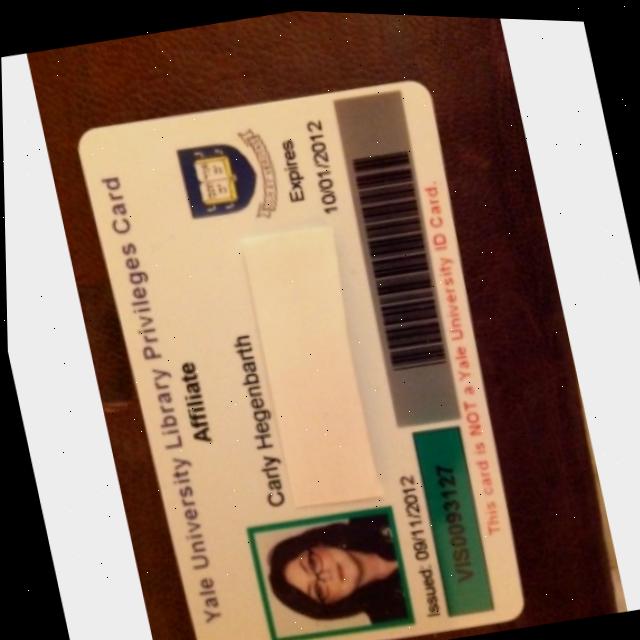 Yale University Library Privileges Card
Affiliate
Carly Hegenbarth
Expires
10/01/2012
Issued: 09/11/2012
VIS0093127
This card is NOT a Yale University ID Card.